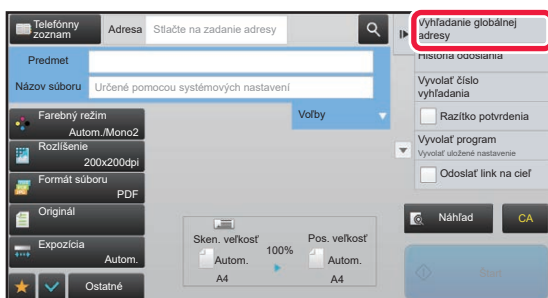 Telefónny
zoznam
Adresa
Stlačte na zadanie adresy
Predmet
Názov súboru
Určené pomocou systémových nastavení
Voľby
Farebný režim
Autom./Mono2
Rozlíšenie
200x200dpi
Formát súboru
PDF
Originál
Expozícia
Autom.
Ostatné
Sken. veľkosť
100%
Pos. veľkosť
Autom.
Autom.
A4
A4
Vyhľadanie globálnej
adresy
História odoslania
Vyvolať číslo
vyhľadania
Razítko potvrdenia
Vyvolať program
Vyvolať uložené nastavenie
Odoslať link na cieľ
Náhľad
CA
Štart